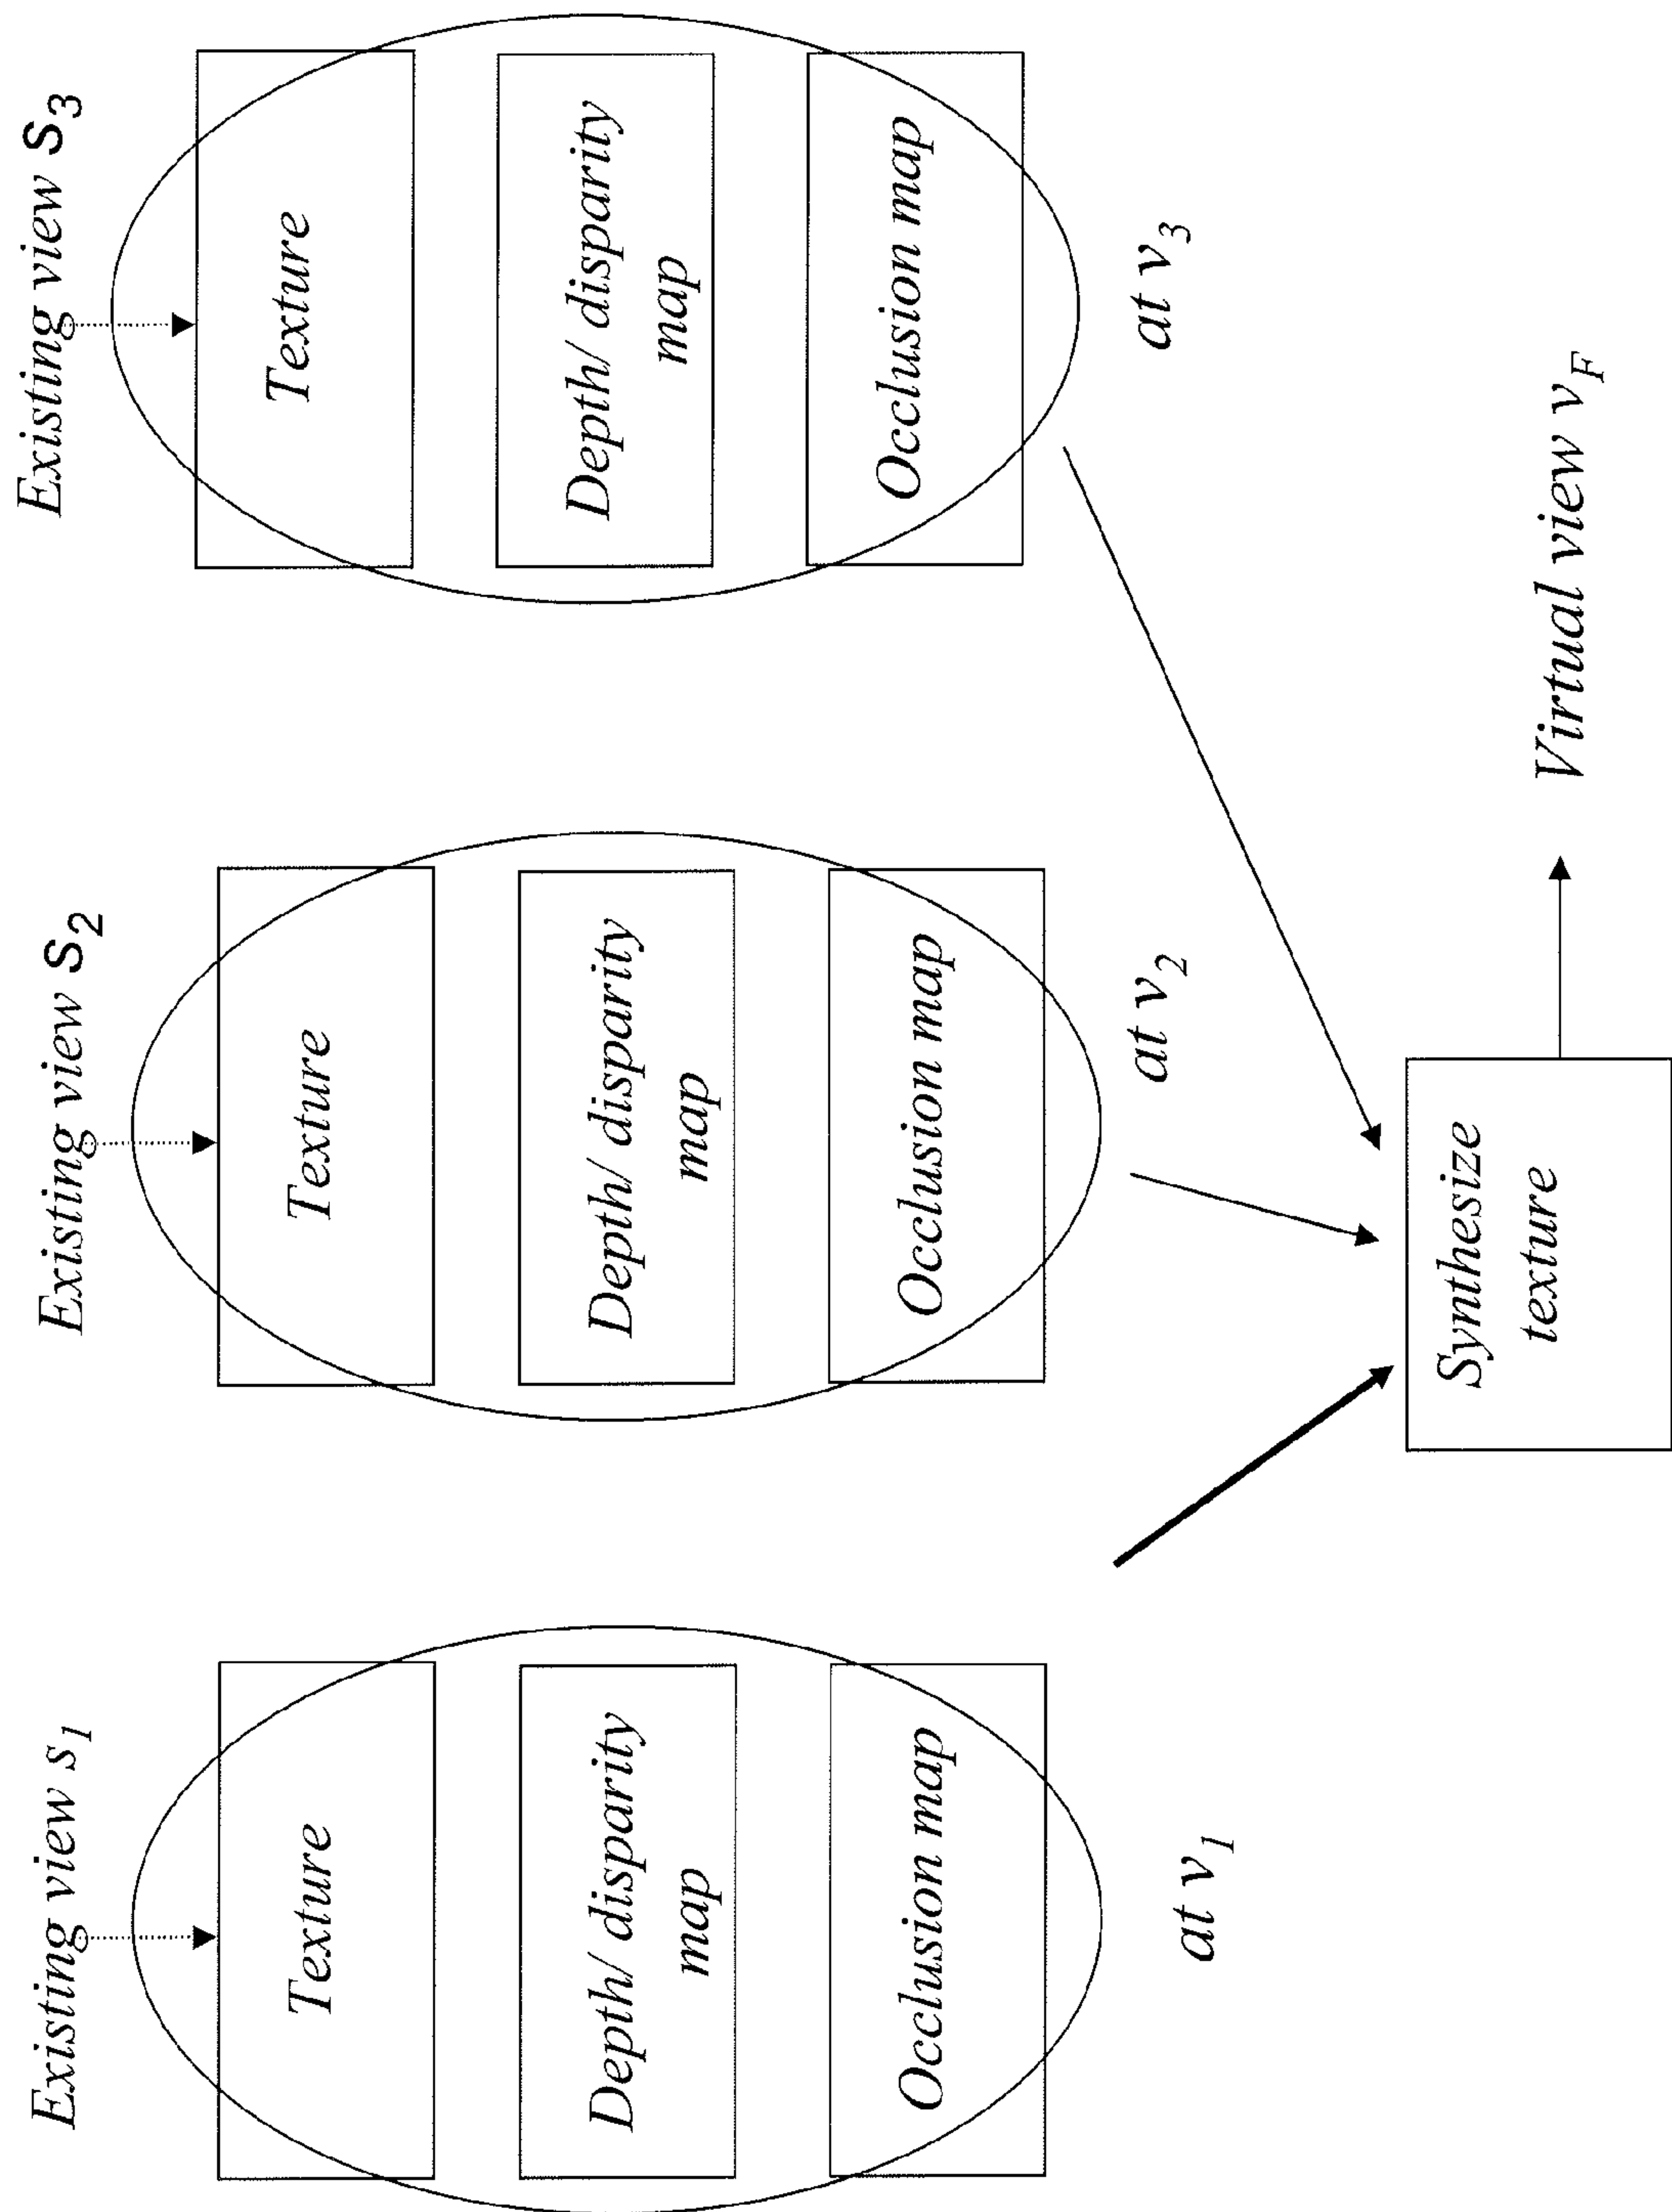 Existing view s1
Texture
Depth/ disparity
map
Occlusion map
at v1
Existing view s2
Texture
Depth/ disparity
map
Occlusion map
at v2
Existing view s3
Texture
Depth/ disparity
map
Occlusion map
at v3
Synthesize
texture
Virtual view vF